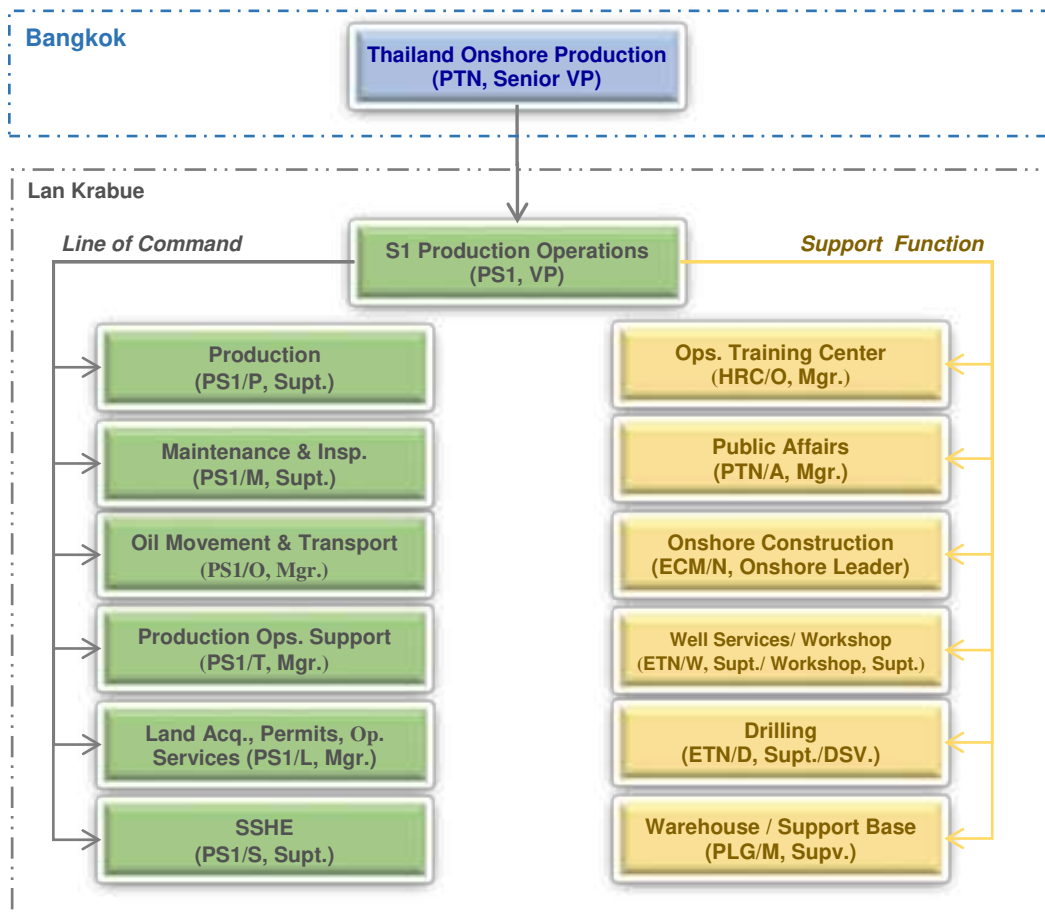 Bangkok
Thailand Onshore Production
(PTN, Senior VP)
Lan Krabue
Line of Command
S1 Production Operations
(PS1, VP)
Support Function
Production
(PS1/P, Supt.)
Maintenance & Insp.
(PS1/M, Supt.)
Oil Movement & Transport
(PS1/O, Mgr.)
Production Ops. Support
(PS1/T, Mgr.)
Land Acq., Permits, Op.
Services (PS1/L, Mgr.)
SSHE
(PS1/S, Supt.)
Ops. Training Center
(HRC/O, Mgr.)
Public Affairs
(PTN/A, Mgr.)
Onshore Construction
(ECM/N, Onshore Leader)
Well Services/ Workshop
(ETN/W, Supt./ Workshop, Supt.)
Drilling
(ETN/D, Supt./DSV.)
Warehouse / Support Base
(PLG/M, Supv.)